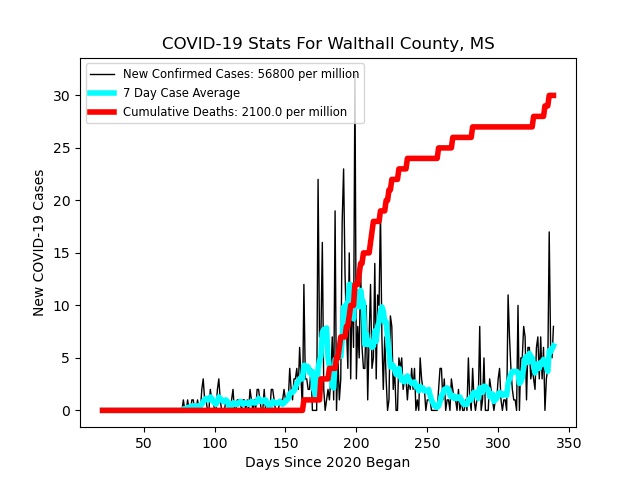 COVID-19 Stats For Walthall County, MS
New Confirmed Cases: 56800 per million
7 Day Case Average
Cumulative Deaths: 2100.0 per million
New COVID-19 Cases
30
25
20
15
10
5
0
50 100 150 200 250 300 350
Days Since 2020 Began